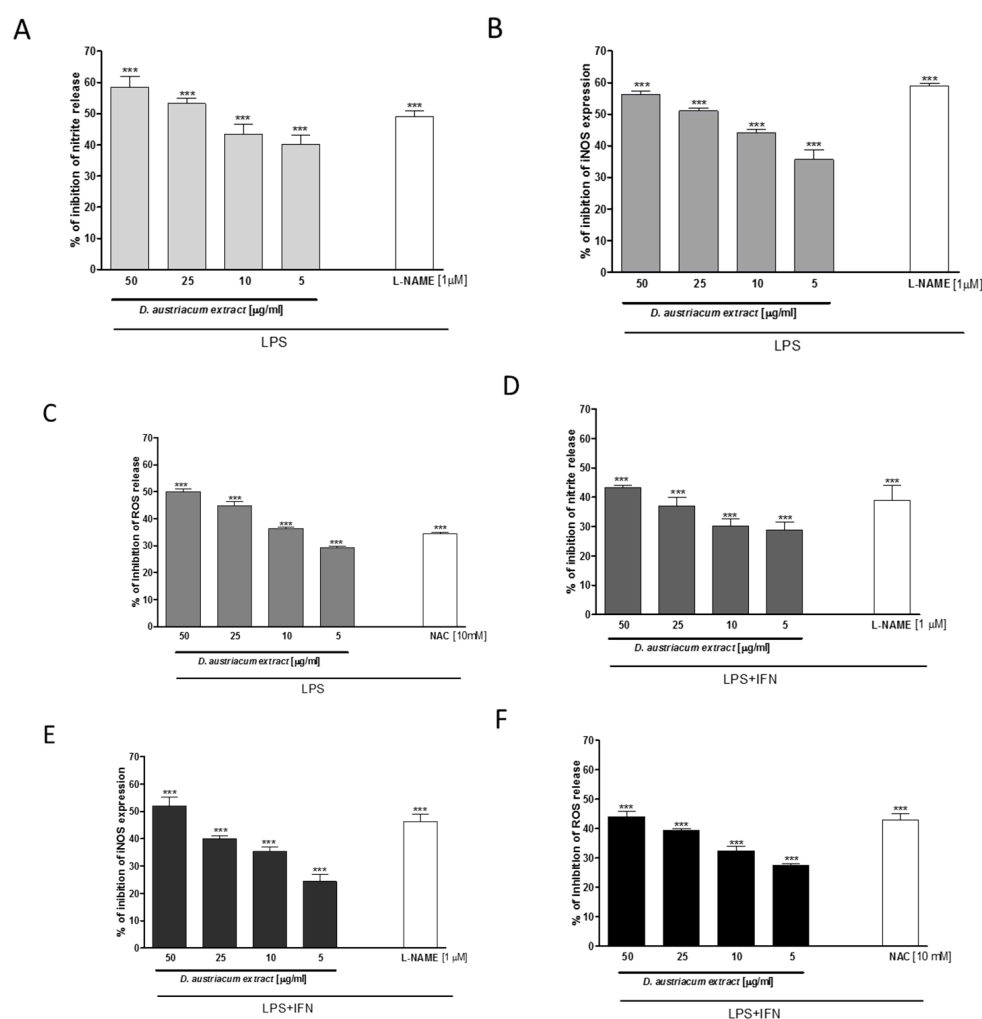 A
% of inibition of nitrite release
70
60
50
40
30
20
10
0
*** *** *** *** ***
50 25 10 5 L-NAME [1µM]
D. austriacum extract [µg/ml]
LPS
B
% of inibition of iNOS expression
70
60
50
40
30
20
10
0
*** *** *** *** ***
50 25 10 5 L-NAME [1µM]
D. austriacum extract [µg/ml]
LPS
C
% of Inhibition of ROS release
70
60
50
40
30
20
10
0
*** *** *** *** ***
50 25 10 5 NAC [10mM]
D. austriacum extract [µg/ml]
LPS
D
% of inibition of nitrite release
70
60
50
40
30
20
10
0
*** *** *** *** ***
50 25 10 5 L-NAME [1 µM]
D. austriacum extract [µg/ml]
LPS+IFN
E
% of inibition of iNOS expression
70
60
50
40
30
20
10
0
*** *** *** *** ***
50 25 10 5 L-NAME [1 µM]
D. austriacum extract [µg/ml]
LPS+IFN
F
% of Inhibition of ROS release
70
60
50
40
30
20
10
0
*** *** *** *** ***
50 25 10 5 NAC [10 mM]
D. austriacum extract [µg/ml]
LPS+IFN